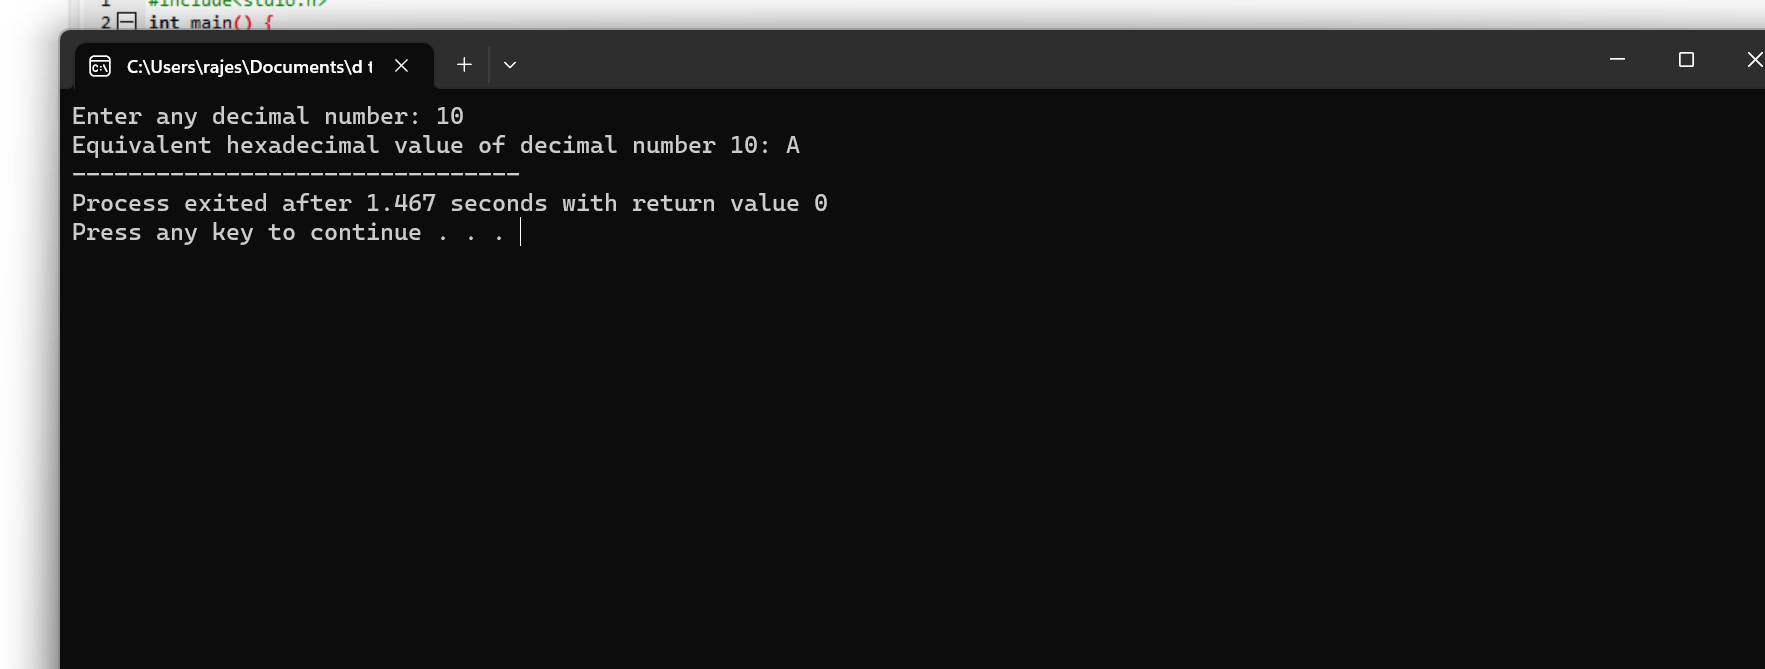 1 #include<stdio.h>
2 int main() {
C:\Users\rajes\Documents\d t
Enter any decimal number: 10
Equivalent hexadecimal value of decimal number 10: A
--------------------------------
Process exited after 1.467 seconds with return value 0
Press any key to continue . . .